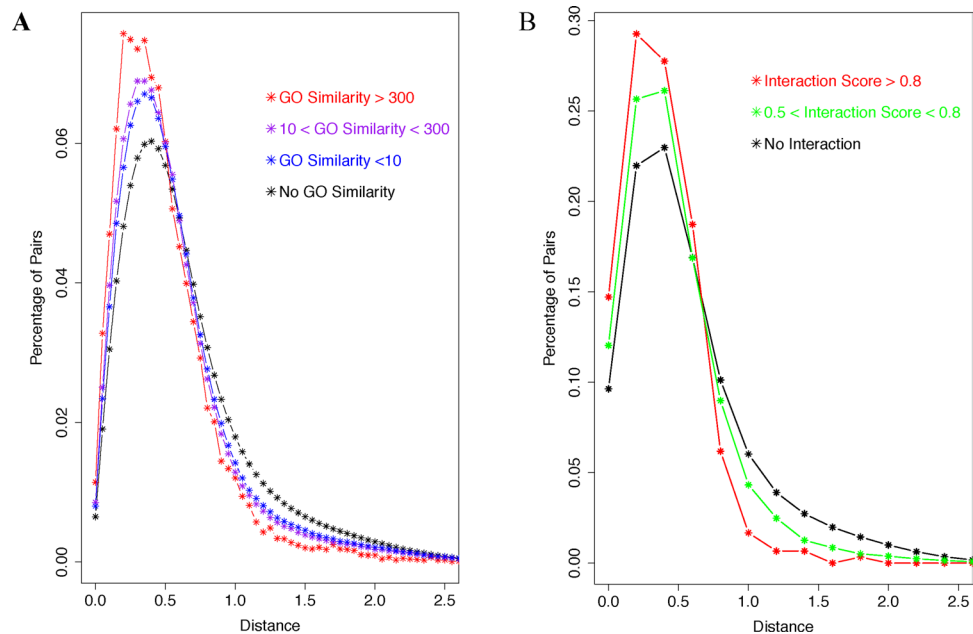 A
GO Similarity > 300
10 < GO Similarity < 300
GO Similarity <10
No GO Similarity
Percentage of Pairs
0.06
0.04
0.02
0.00
0.0 0.5 1.0 1.5 2.0 2.5
Distance
B
Interaction Score > 0.8
0.5 < Interaction Score < 0.8
No Interaction
Percentage of Pairs
0.30
0.25
0.20
0.15
0.10
0.05
0.00
0.0 0.5 1.0 1.5 2.0 2.5
Distance